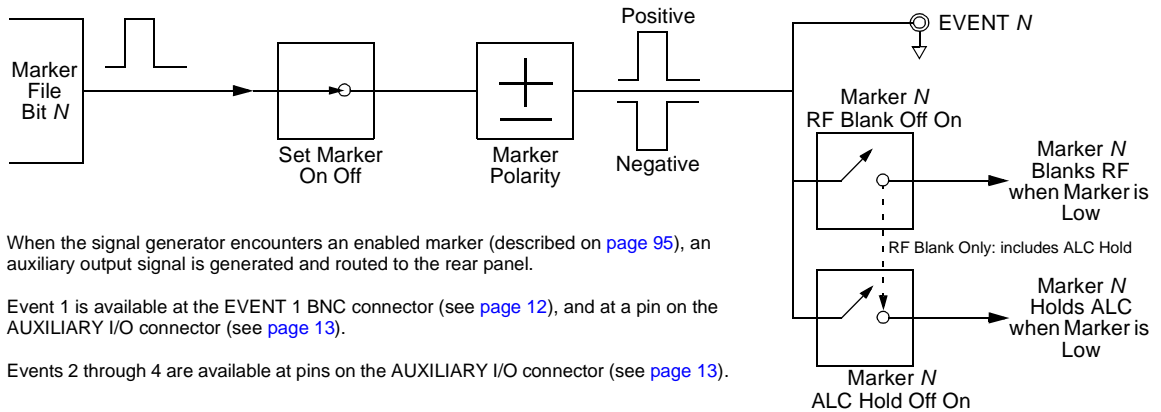 Marker
File
Bit N
Set Marker
On Off
Marker
Polarity
Positive
Negative
EVENT N
Marker N
RF Blank Off On
Marker N
Blanks RF
when Marker is
Low
RF Blank Only: includes ALC Hold
Marker N
Holds ALC
when Marker is
Low
Marker N
ALC Hold Off On
When the signal generator encounters an enabled marker (described on page 95), an
auxiliary output signal is generated and routed to the rear panel.
Event 1 is available at the EVENT 1 BNC connector (see page 12), and at a pin on the
AUXILIARY I/O connector (see page 13).
Events 2 through 4 are available at pins on the AUXILIARY I/O connector (see page 13).